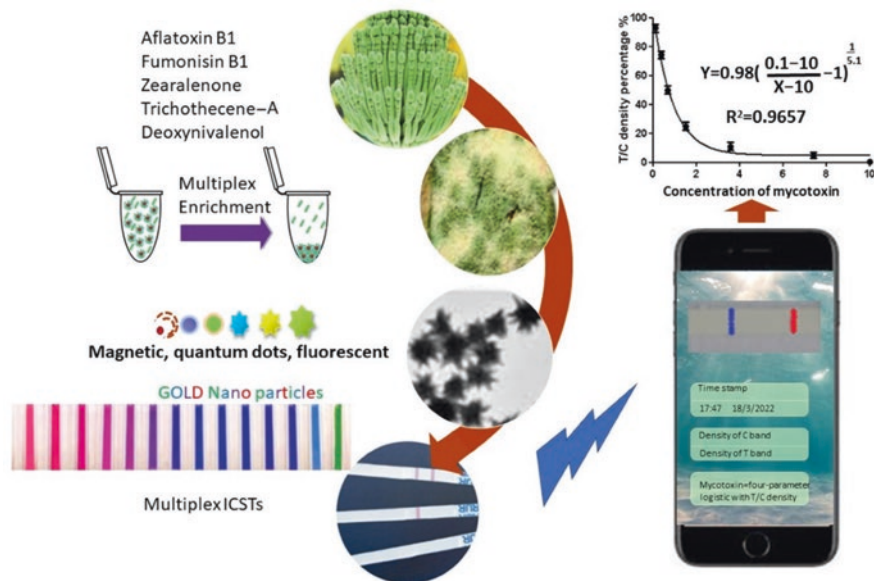 Aflatoxin B1
Fumonisin B1
Zearalenone
Trichothecene–A
Deoxynivalenol
Multiplex
Enrichment
Magnetic, quantum dots, fluorescent
GOLD Nano particles
Multiplex ICSTs
T/C density percentage %
100
80
60
40
20
0
0 2 4 6 8 10
Concentration of mycotoxin
Y=0.98( 0.1–10 / X–10 –1) 1/5.1
R²=0.9657
Time stamp
17:47 18/3/2022
Density of C band
Density of T band
Mycotoxin=four-parameter
logistic with T/C density